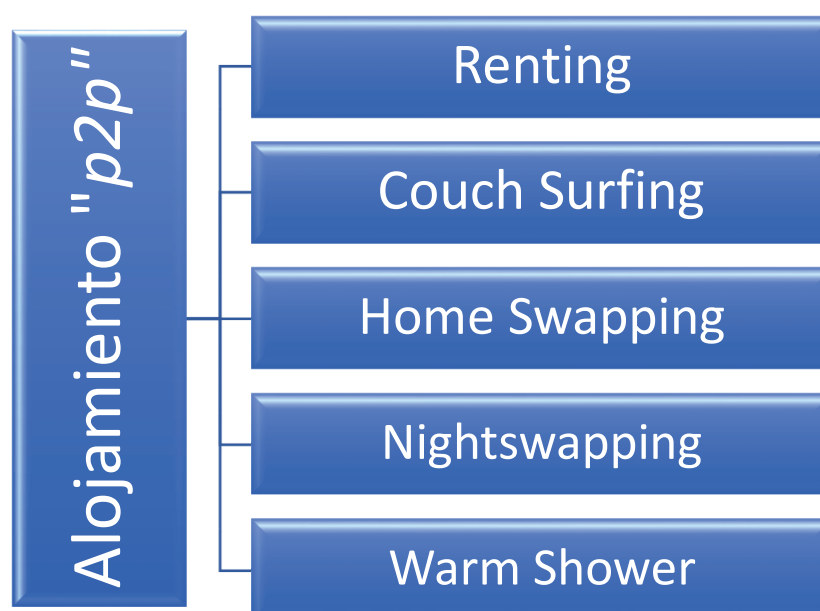 Alojamiento "p2p"
Renting
Couch Surfing
Home Swapping
Nightswapping
Warm Shower